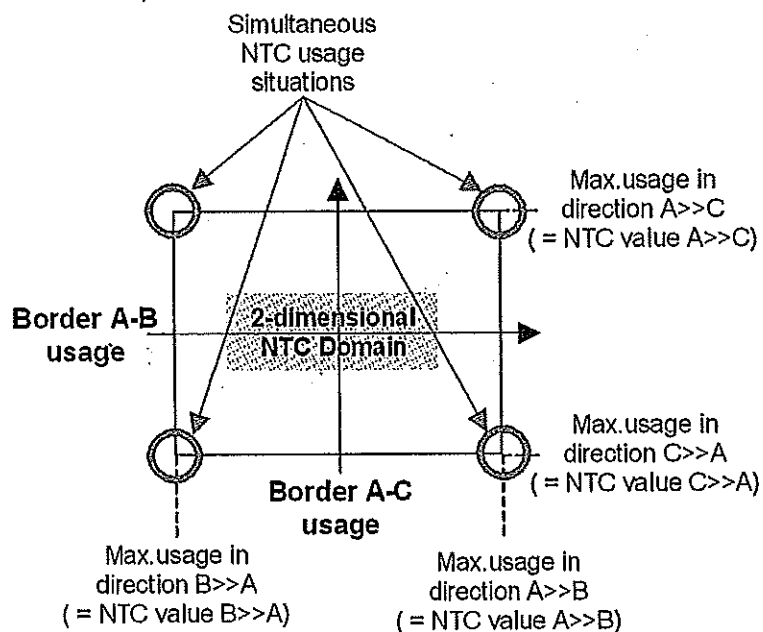 Simultaneous
NTC usage
situations
Max.usage in
direction A>>C
( = NTC value A>>C)
Border A-B
usage
2-dimensional
NTC Domain
Max.usage in
direction C>>A
( = NTC value C>>A)
Border A-C
usage
Max.usage in
direction B>>A
( = NTC value B>>A)
Max.usage in
direction A>>B
( = NTC value A>>B)